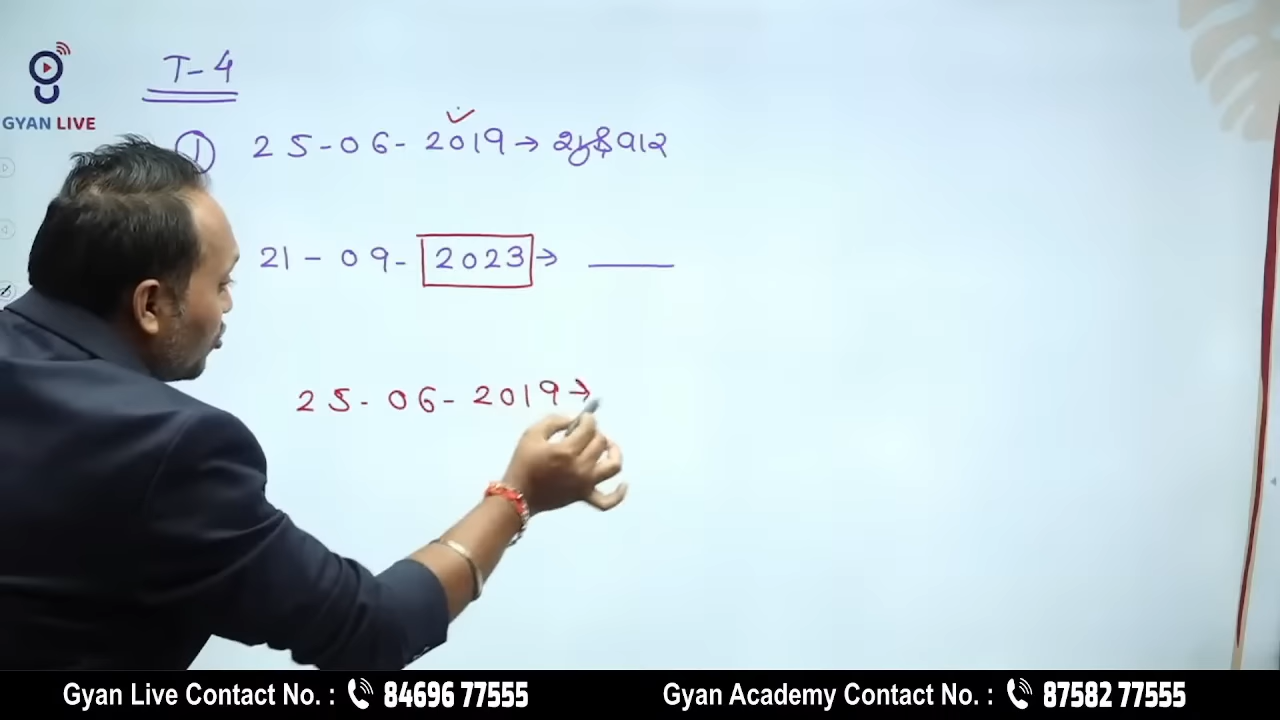 GYAN LIVE
T-4
① 25-06-2019→ શુક્રવાર
21-09-2023→ ____
25-06-2019→
Gyan Live Contact No. : 84696 77555 Gyan Academy Contact No. : 87582 77555